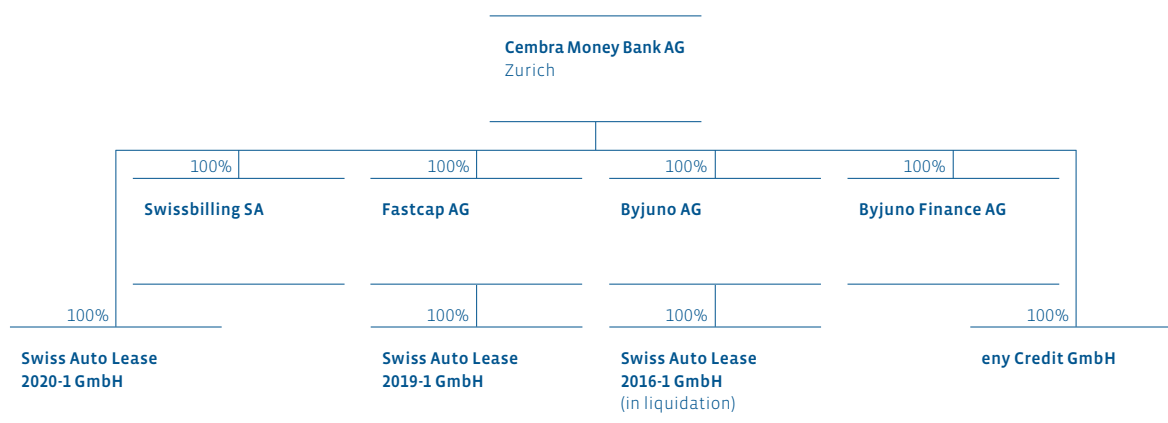 Cembra Money Bank AG
Zurich
100%
100%
100%
100%
Swissbilling SA
Fastcap AG
Byjuno AG
Byjuno Finance AG
100%
100%
100%
100%
Swiss Auto Lease
2020-1 GmbH
Swiss Auto Lease
2019-1 GmbH
Swiss Auto Lease
2016-1 GmbH
(in liquidation)
eny Credit GmbH